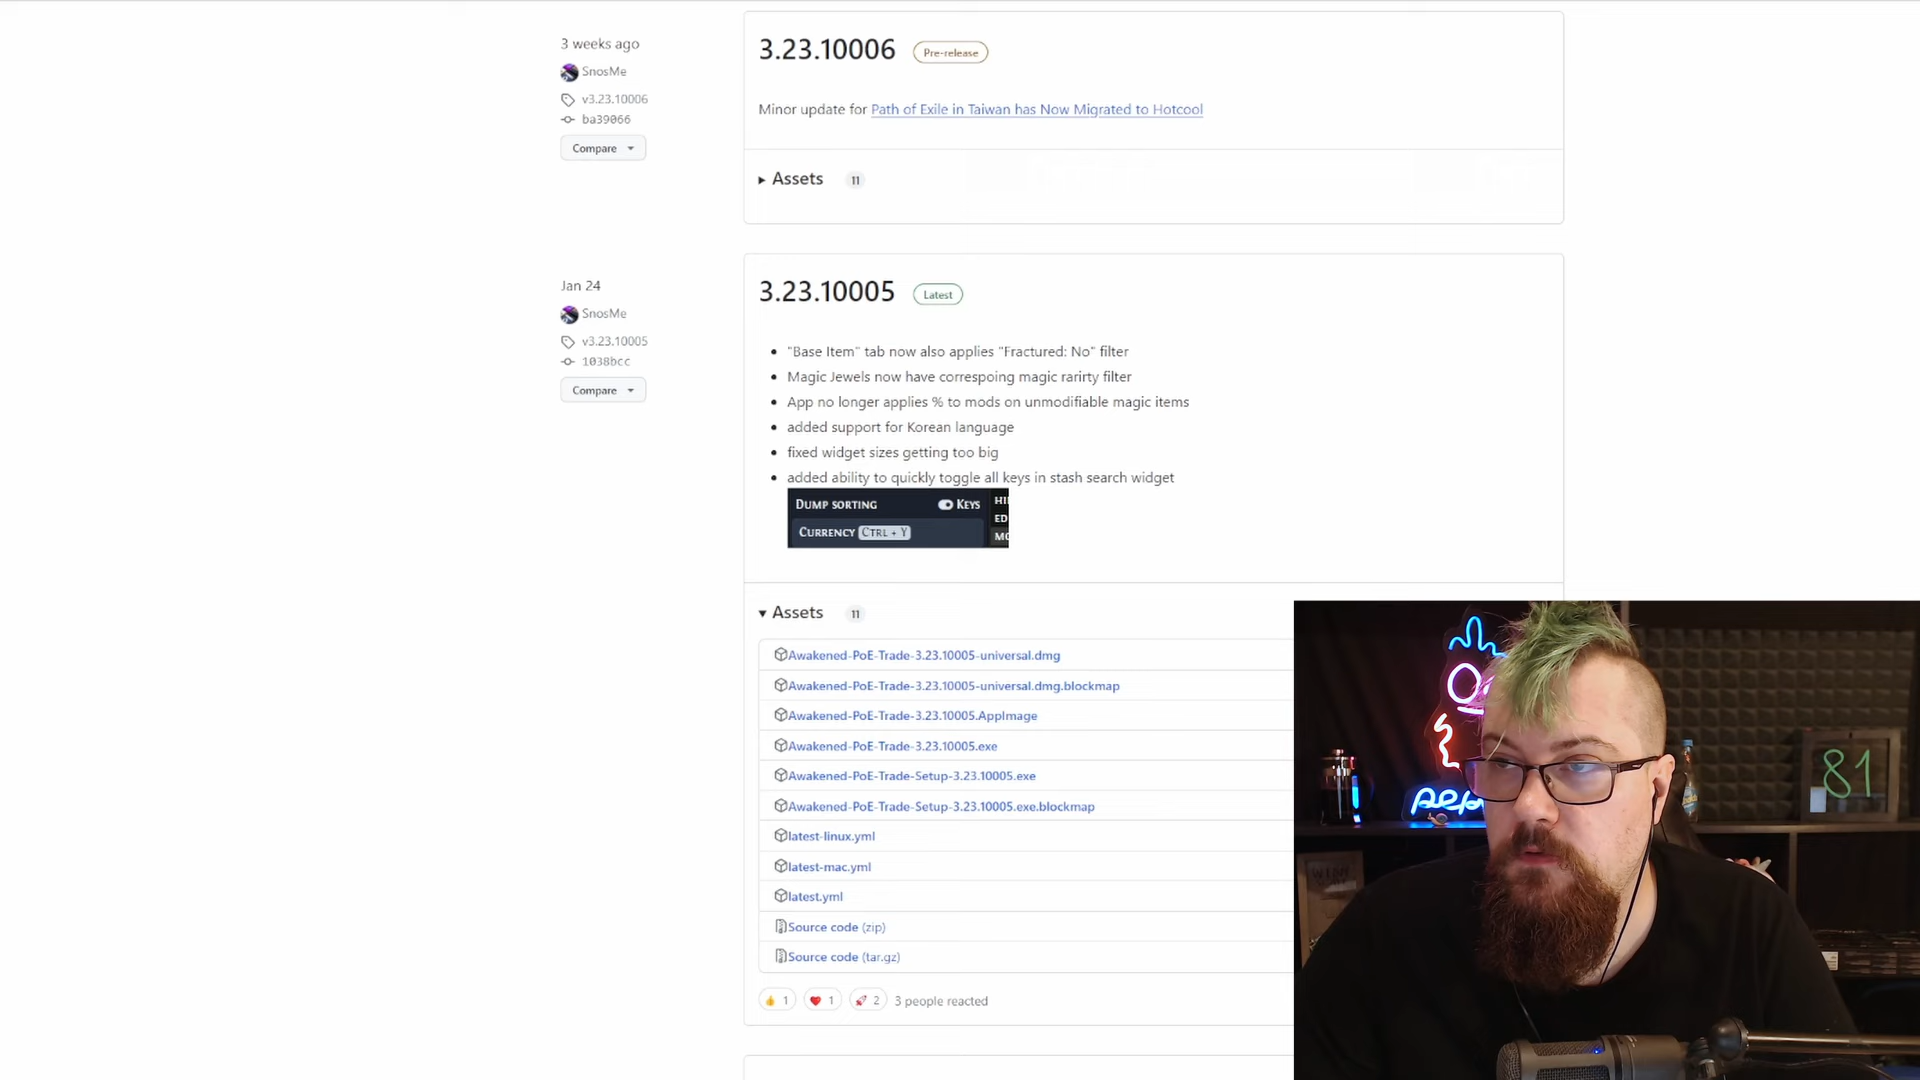 3 weeks ago
SnosMe
v3.23.10006
ba39066
Compare
3.23.10006 Pre-release
Minor update for Path of Exile in Taiwan has Now Migrated to Hotcool
Assets 11
Jan 24
SnosMe
v3.23.10005
1038bcc
Compare
3.23.10005 Latest
"Base Item" tab now also applies "Fractured: No" filter
Magic Jewels now have correspoing magic rarirty filter
App no longer applies % to mods on unmodifiable magic items
added support for Korean language
fixed widget sizes getting too big
added ability to quickly toggle all keys in stash search widget
DUMP SORTING KEYS
CURRENCY CTRL + Y
ED
Assets 11
Awakened-PoE-Trade-3.23.10005-universal.dmg
Awakened-PoE-Trade-3.23.10005-universal.dmg.blockmap
Awakened-PoE-Trade-3.23.10005.AppImage
Awakened-PoE-Trade-3.23.10005.exe
Awakened-PoE-Trade-Setup-3.23.10005.exe
Awakened-PoE-Trade-Setup-3.23.10005.exe.blockmap
latest-linux.yml
latest-mac.yml
latest.yml
Source code (zip)
Source code (tar.gz)
👍 1 ❤️ 1 🚀 2 3 people reacted
81